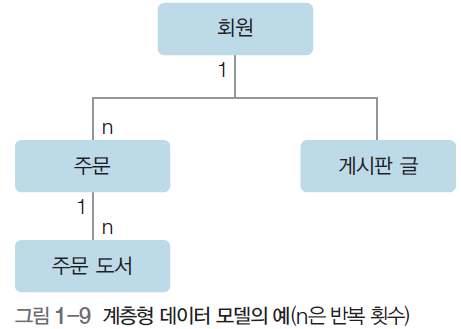 회원
1
n
주문
게시판 글
1
n
주문 도서
그림 1-9 계층형 데이터 모델의 예(n은 반복 횟수)